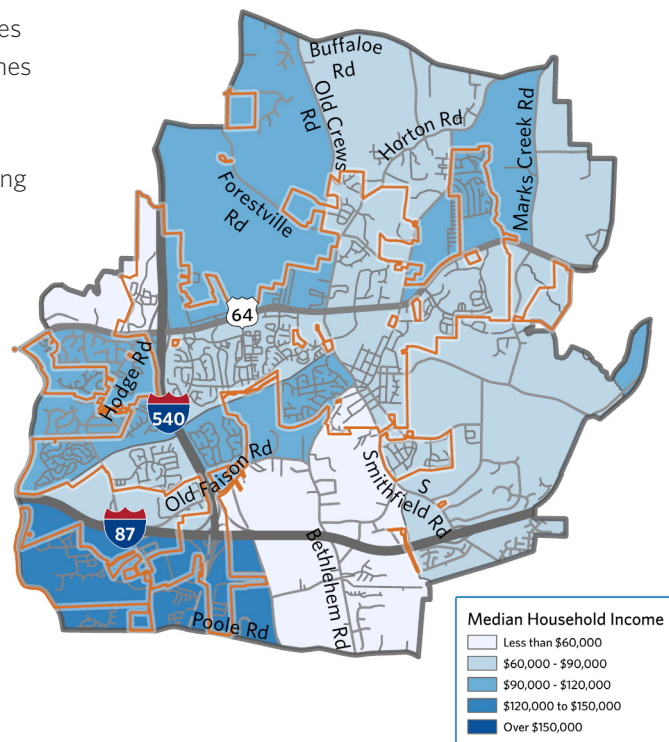 es
nes
ing
Buffaloe
Rd
Old Crews
Rd
Horton Rd
Marks Creek Rd
Forestville
Rd
64
Hodge Rd
540
Old Faison Rd
S
Smithfield Rd
87
Bethlehem Rd
Poole Rd
Median Household Income
Less than $60,000
$60,000 - $90,000
$90,000 - $120,000
$120,000 to $150,000
Over $150,000